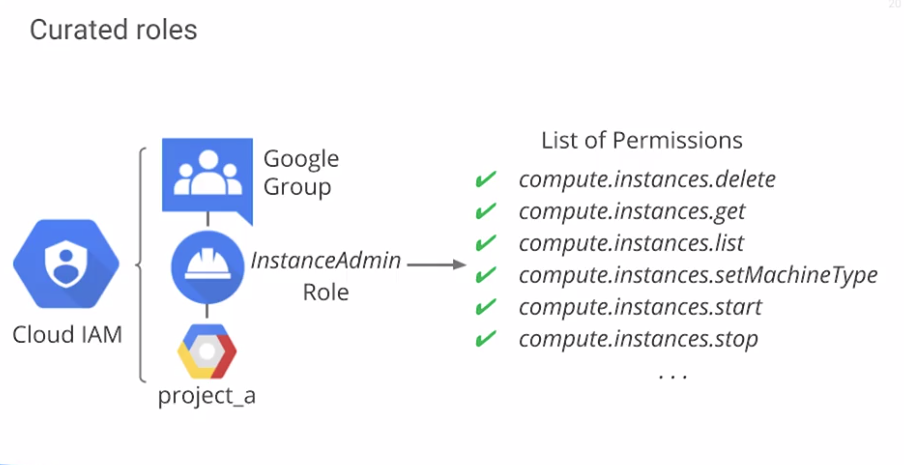 Curated roles
Google
Group
InstanceAdmin
Role
Cloud IAM
project_a
List of Permissions
compute.instances.delete
compute.instances.get
compute.instances.list
compute.instances.setMachineType
compute.instances.start
compute.instances.stop
...
20